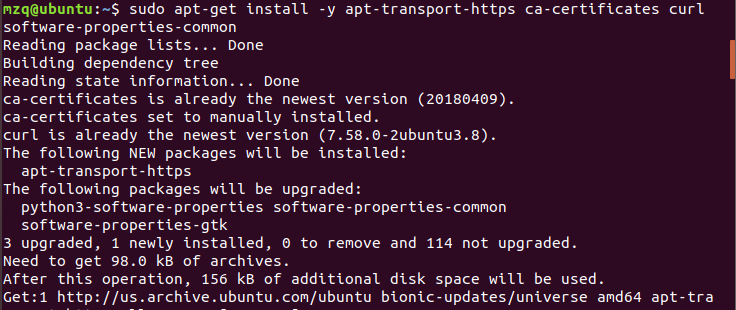 mzq@ubuntu:~$ sudo apt-get install -y apt-transport-https ca-certificates curl
software-properties-common
Reading package lists... Done
Building dependency tree
Reading state information... Done
ca-certificates is already the newest version (20180409).
ca-certificates set to manually installed.
curl is already the newest version (7.58.0-2ubuntu3.8).
The following NEW packages will be installed:
  apt-transport-https
The following packages will be upgraded:
  python3-software-properties software-properties-common
  software-properties-gtk
3 upgraded, 1 newly installed, 0 to remove and 114 not upgraded.
Need to get 98.0 kB of archives.
After this operation, 156 kB of additional disk space will be used.
Get:1 http://us.archive.ubuntu.com/ubuntu bionic-updates/universe amd64 apt-tra